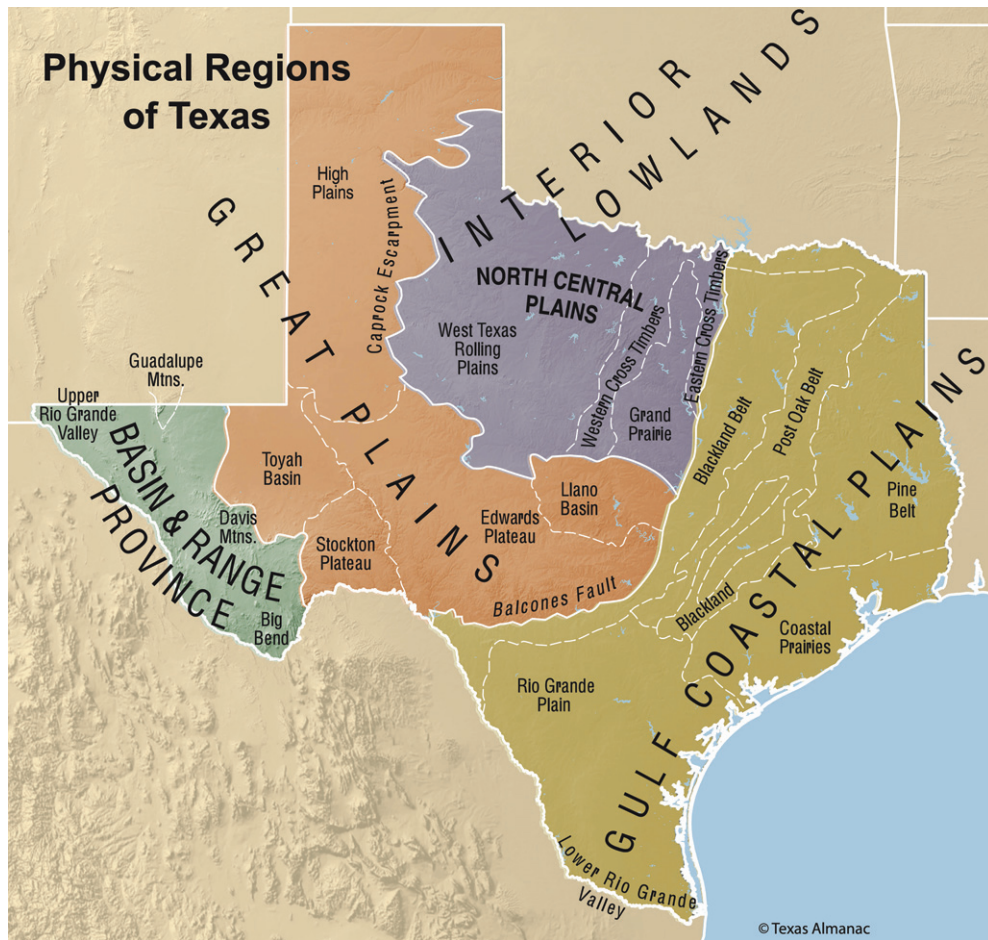 Physical Regions
of Texas
INTERIOR
LOWLANDS
GREAT PLAINS
High
Plains
Caprock Escarpment
NORTH CENTRAL
PLAINS
West Texas
Rolling
Plains
Western Cross Timbers
Eastern Cross Timbers
Grand
Prairie
Guadalupe
Mtns.
Upper
Rio Grande
Valley
BASIN & RANGE
PROVINCE
Davis
Mtns.
Big
Bend
Toyah
Basin
Stockton
Plateau
Edwards
Plateau
Llano
Basin
Balcones Fault
Blackland Belt
Post Oak Belt
Pine
Belt
Blackland
Coastal
Prairies
GULF COASTAL PLAINS
Rio Grande
Plain
Lower Rio Grande
Valley
© Texas Almanac